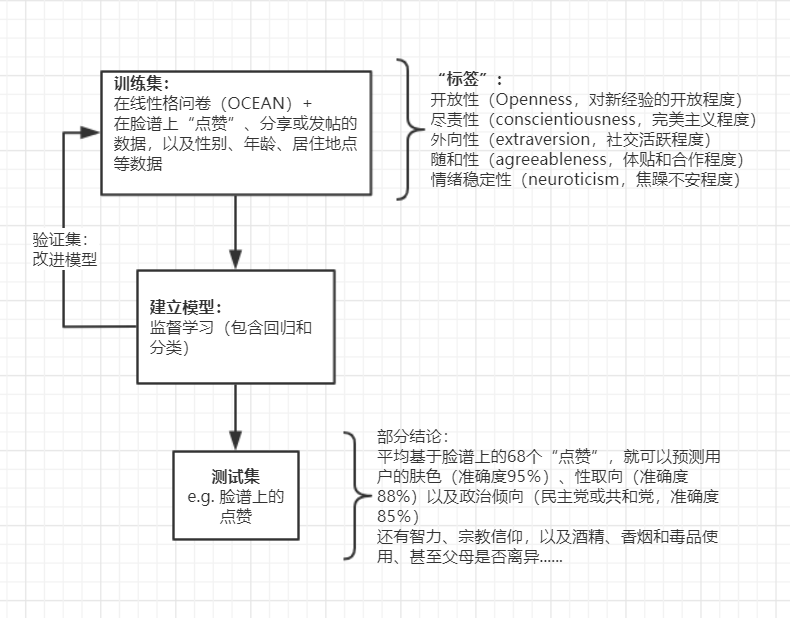 训练集：
在线性格问卷（OCEAN）+
在脸谱上“点赞”、分享或发帖的
数据，以及性别、年龄、居住地点
等数据
“标签”：
开放性（Openness，对新经验的开放程度）
尽责性（conscientiousness，完美主义程度）
外向性（extraversion，社交活跃程度）
随和性（agreeableness，体贴和合作程度）
情绪稳定性（neuroticism，焦躁不安程度）
验证集：
改进模型
建立模型：
监督学习（包含回归和
分类）
测试集
e.g. 脸谱上的
点赞
部分结论：
平均基于脸谱上的68个“点赞”，就可以预测用
户的肤色（准确度95%）、性取向（准确度
88%）以及政治倾向（民主党或共和党，准确度
85%）
还有智力、宗教信仰，以及酒精、香烟和毒品使
用、甚至父母是否离异......